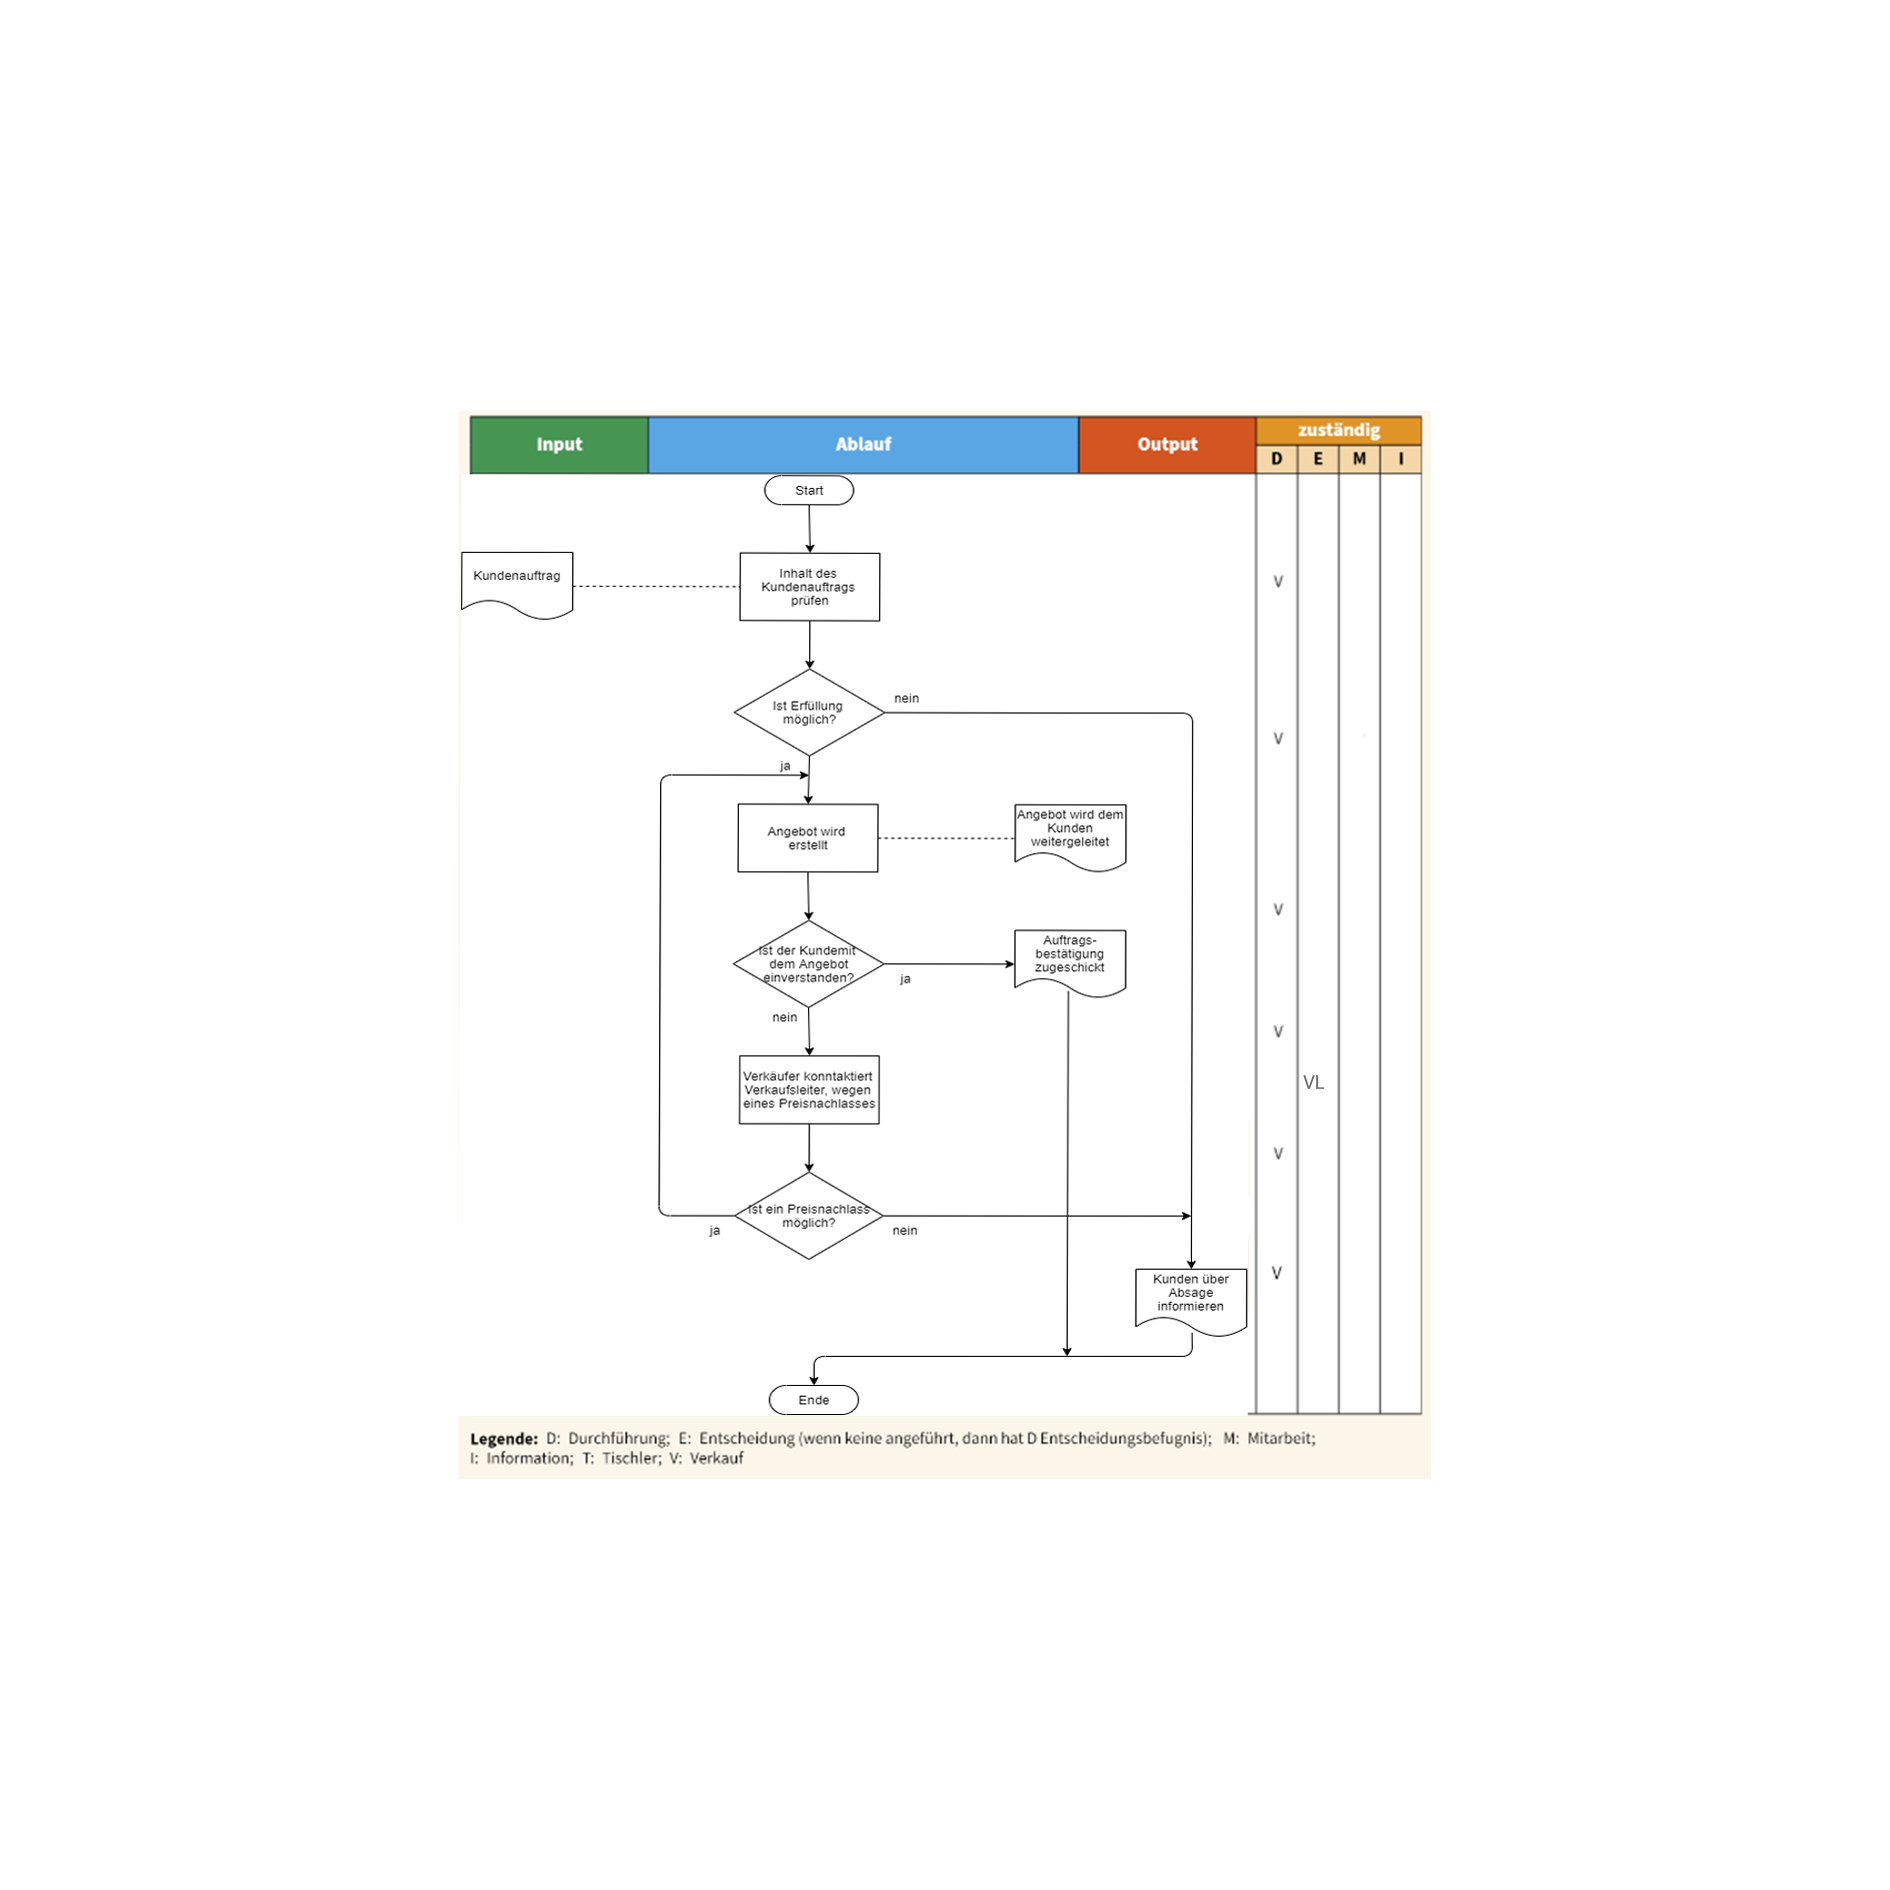 Input
Ablauf
Output
zuständig
D E M I
Start
Kundenauftrag
Inhalt des
Kundenauftrags
prüfen
V
Ist Erfüllung
möglich?
nein
V
ja
Angebot wird
erstellt
Angebot wird dem
Kunden
weitergeleitet
V
Ist der Kundemit
dem Angebot
einverstanden?
ja
Auftrags-
bestätigung
zugeschickt
nein
V
Verkäufer konntaktiert
Verkaufsleiter, wegen
eines Preisnachlasses
VL
V
Ist ein Preisnachlass
möglich?
ja
nein
Kunden über
Absage
informieren
V
Ende
Legende: D: Durchführung; E: Entscheidung (wenn keine angeführt, dann hat D Entscheidungsbefugnis); M: Mitarbeit;
I: Information; T: Tischler; V: Verkauf